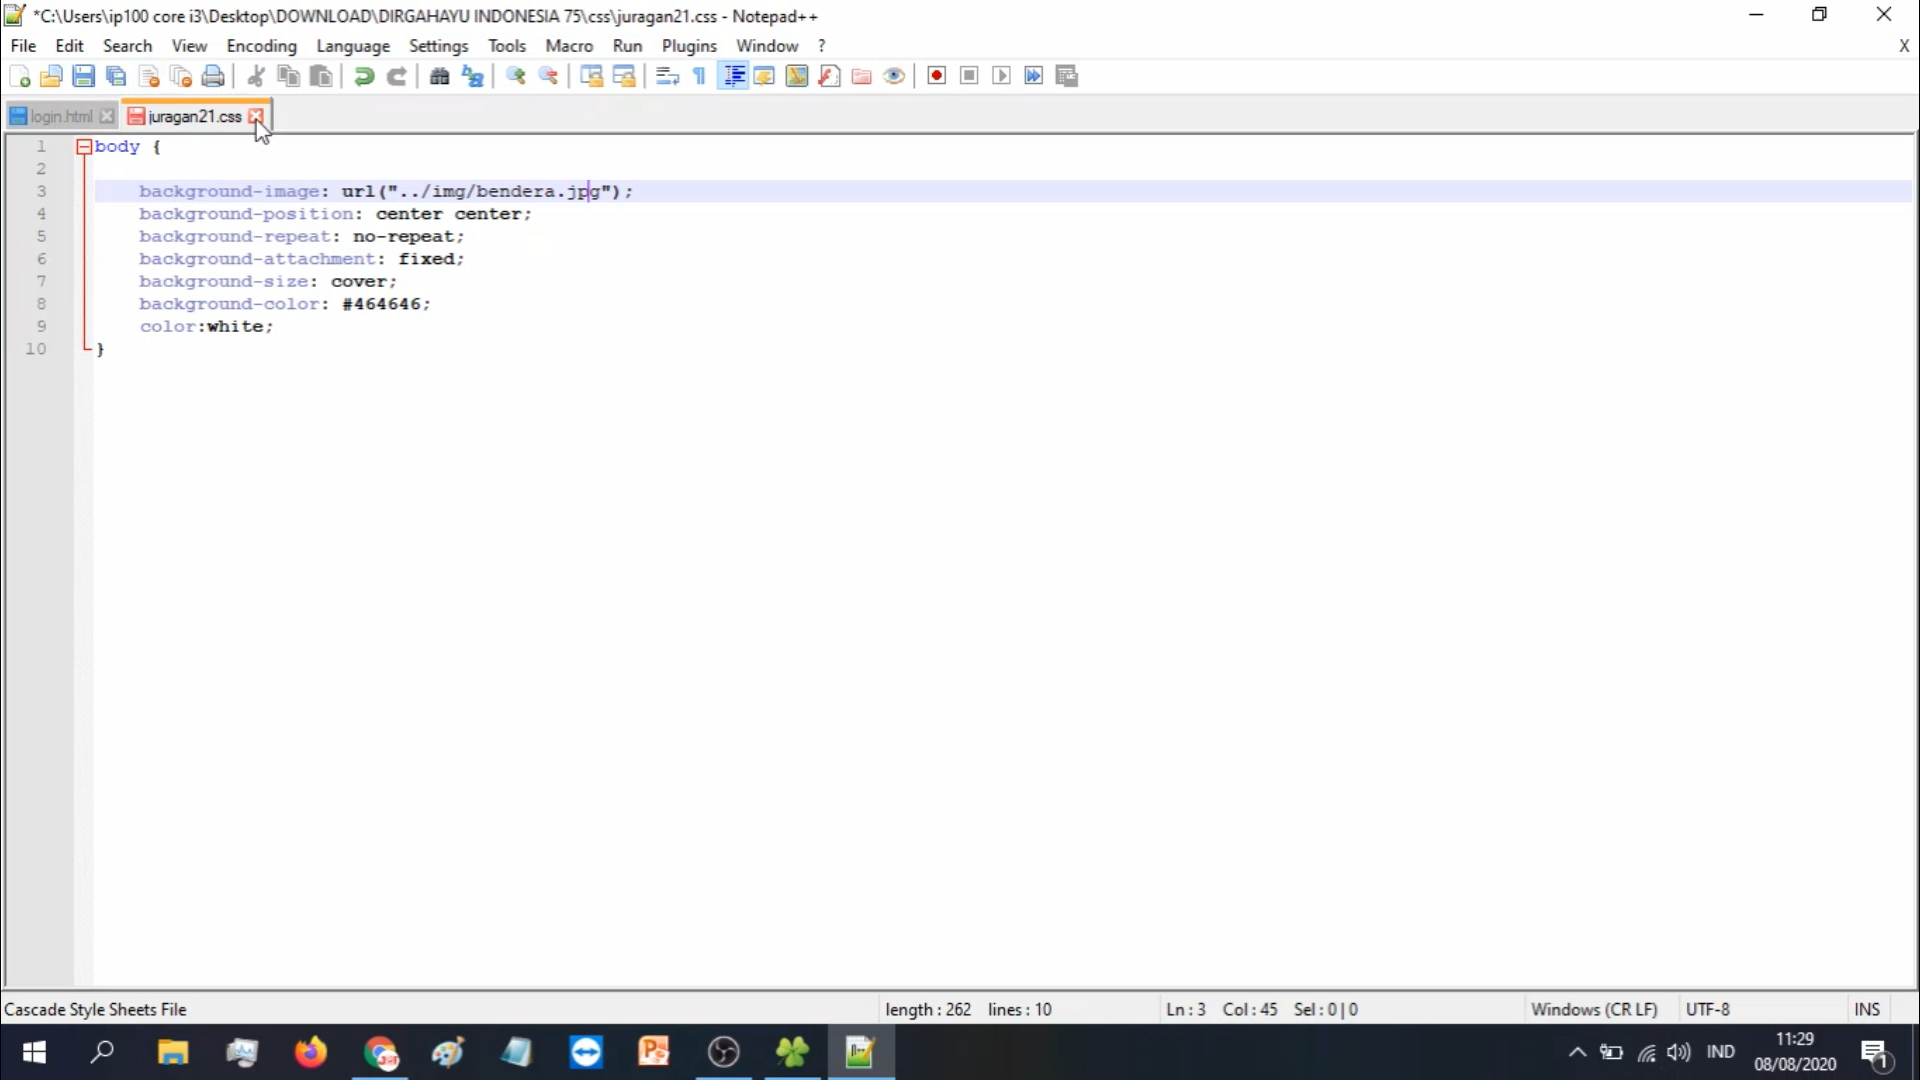 *C:\Users\ip100 core i3\Desktop\DOWNLOAD\DIRGAHAYU INDONESIA 75\css\juragan21.css - Notepad++
File Edit Search View Encoding Language Settings Tools Macro Run Plugins Window ? X
login.html juragan21.css
1 body {
2
3 background-image: url("../img/bendera.jpg");
4 background-position: center center;
5 background-repeat: no-repeat;
6 background-attachment: fixed;
7 background-size: cover;
8 background-color: #464646;
9 color:white;
10 }
Cascade Style Sheets File length : 262 lines : 10 Ln : 3 Col : 45 Sel : 0 | 0 Windows (CR LF) UTF-8 INS
IND 11:29 1
08/08/2020